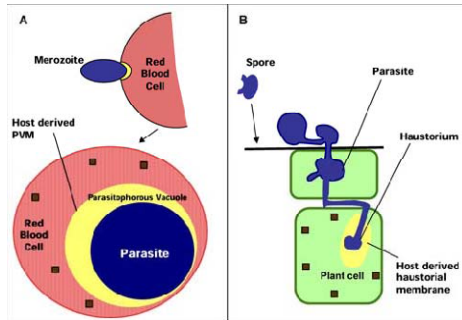 A
Merozoite
Red
Blood
Cell
Host derived
PVM
Parasitophorous Vacuole
Red
Blood
Cell
Parasite
B
Spore
Parasite
Haustorium
Plant cell
Host derived
haustorial
membrane